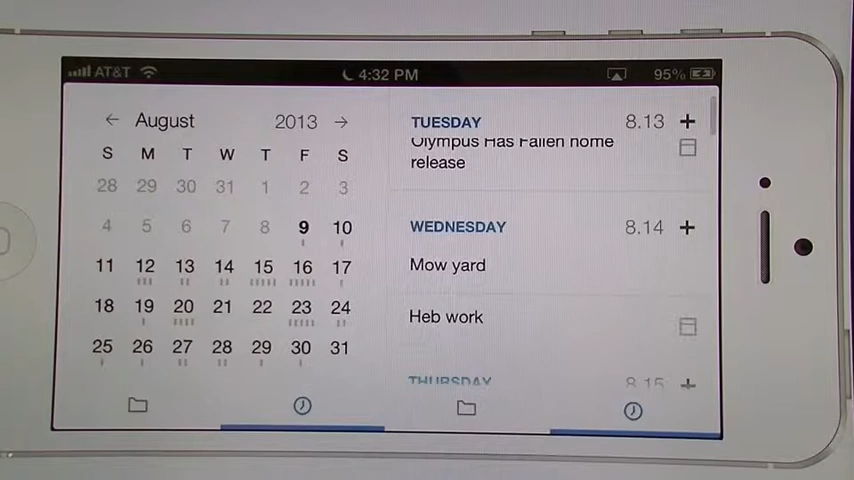 AT&T 4:32 PM 95%
← August 2013 →
S M T W T F S
28 29 30 31 1 2 3
4 5 6 7 8 9 10
11 12 13 14 15 16 17
18 19 20 21 22 23 24
25 26 27 28 29 30 31
TUESDAY 8.13 +
Olympus Has Fallen home
release
WEDNESDAY 8.14 +
Mow yard
Heb work
THURSDAY 8.15 +